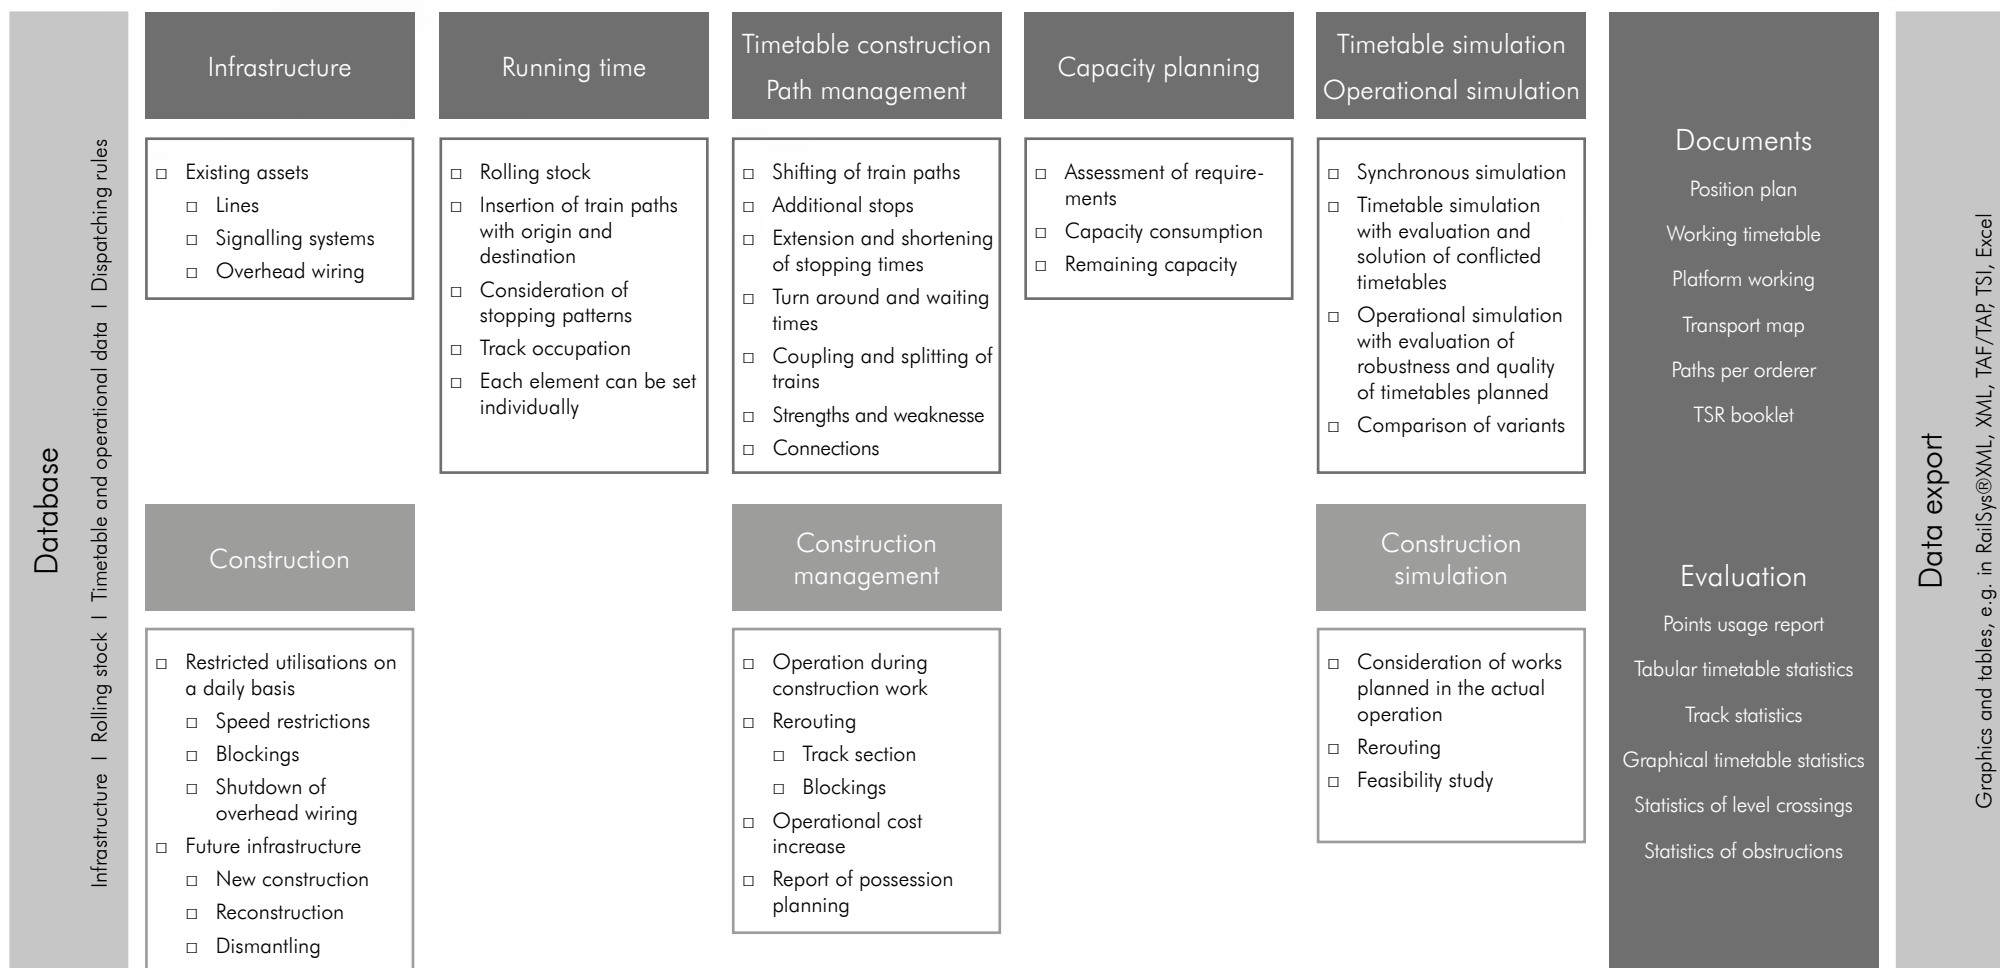 Database
Infrastructure I Rolling stock I Timetable and operational data I Dispatching rules
Infrastructure
□ Existing assets
□ Lines
□ Signalling systems
□ Overhead wiring
Running time
□ Rolling stock
□ Insertion of train paths
with origin and
destination
□ Consideration of
stopping patterns
□ Track occupation
□ Each element can be set
individually
Timetable construction
Path management
□ Shifting of train paths
□ Additional stops
□ Extension and shortening
of stopping times
□ Turn around and waiting
times
□ Coupling and splitting of
trains
□ Strengths and weaknesse
□ Connections
Capacity planning
□ Assessment of require-
ments
□ Capacity consumption
□ Remaining capacity
Timetable simulation
Operational simulation
□ Synchronous simulation
□ Timetable simulation
with evaluation and
solution of conflicted
timetables
□ Operational simulation
with evaluation of
robustness and quality
of timetables planned
□ Comparison of variants
Construction
□ Restricted utilisations on
a daily basis
□ Speed restrictions
□ Blockings
□ Shutdown of
overhead wiring
□ Future infrastructure
□ New construction
□ Reconstruction
□ Dismantling
Construction
management
□ Operation during
construction work
□ Rerouting
□ Track section
□ Blockings
□ Operational cost
increase
□ Report of possession
planning
Construction
simulation
□ Consideration of works
planned in the actual
operation
□ Rerouting
□ Feasibility study
Documents
Position plan
Working timetable
Platform working
Transport map
Paths per orderer
TSR booklet
Evaluation
Points usage report
Tabular timetable statistics
Track statistics
Graphical timetable statistics
Statistics of level crossings
Statistics of obstructions
Data export
Graphics and tables, e.g. in RailSys®XML, XML, TAF/TAP, TSI, Excel